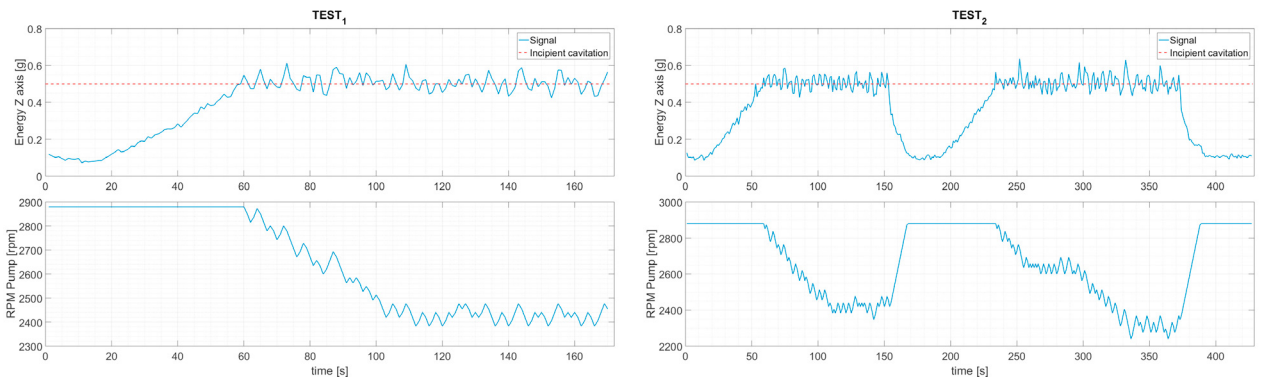 TEST1
Energy Z axis [g]
0.8
0.6
0.4
0.2
0
Signal
Incipient cavitation
0 20 40 60 80 100 120 140 160
RPM Pump [rpm]
2900
2800
2700
2600
2500
2400
2300
0 20 40 60 80 100 120 140 160
time [s]
TEST2
Energy Z axis [g]
0.8
0.6
0.4
0.2
0
Signal
Incipient cavitation
0 50 100 150 200 250 300 350 400
RPM Pump [rpm]
3000
2800
2600
2400
2200
0 50 100 150 200 250 300 350 400
time [s]